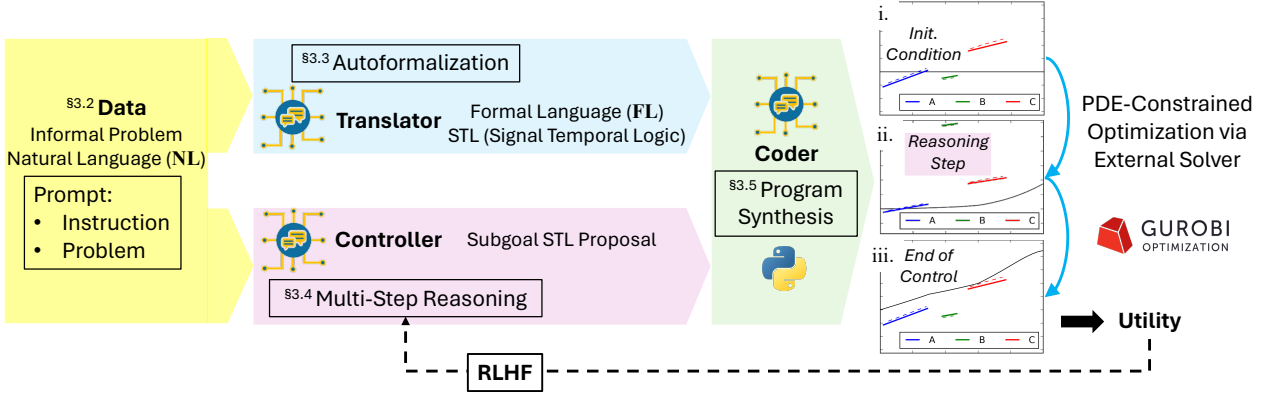 §3.2 Data
Informal Problem
Natural Language (NL)
Prompt:
• Instruction
• Problem
§3.3 Autoformalization
Translator
Formal Language (FL)
STL (Signal Temporal Logic)
Controller
Subgoal STL Proposal
§3.4 Multi-Step Reasoning
Coder
§3.5 Program
Synthesis
i.
Init.
Condition
A B C
ii.
Reasoning
Step
A B C
iii.
End of
Control
A B C
PDE-Constrained
Optimization via
External Solver
GUROBI
OPTIMIZATION
Utility
RLHF